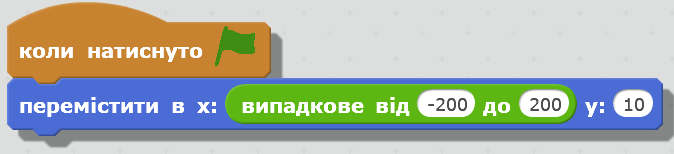 коли натиснуто
перемістити в x: випадкове від -200 до 200 y: 10